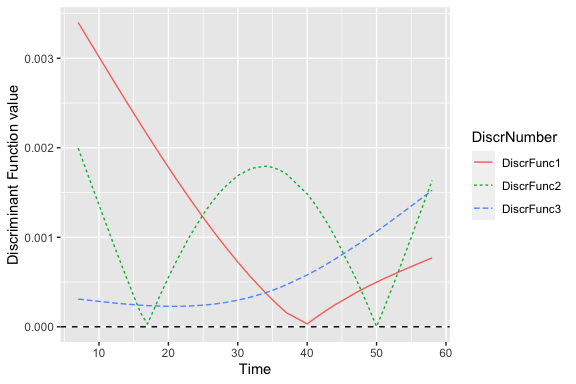 Discriminant Function value
0.003
0.002
0.001
0.000
10 20 30 40 50 60
Time
DiscrNumber
DiscrFunc1
DiscrFunc2
DiscrFunc3